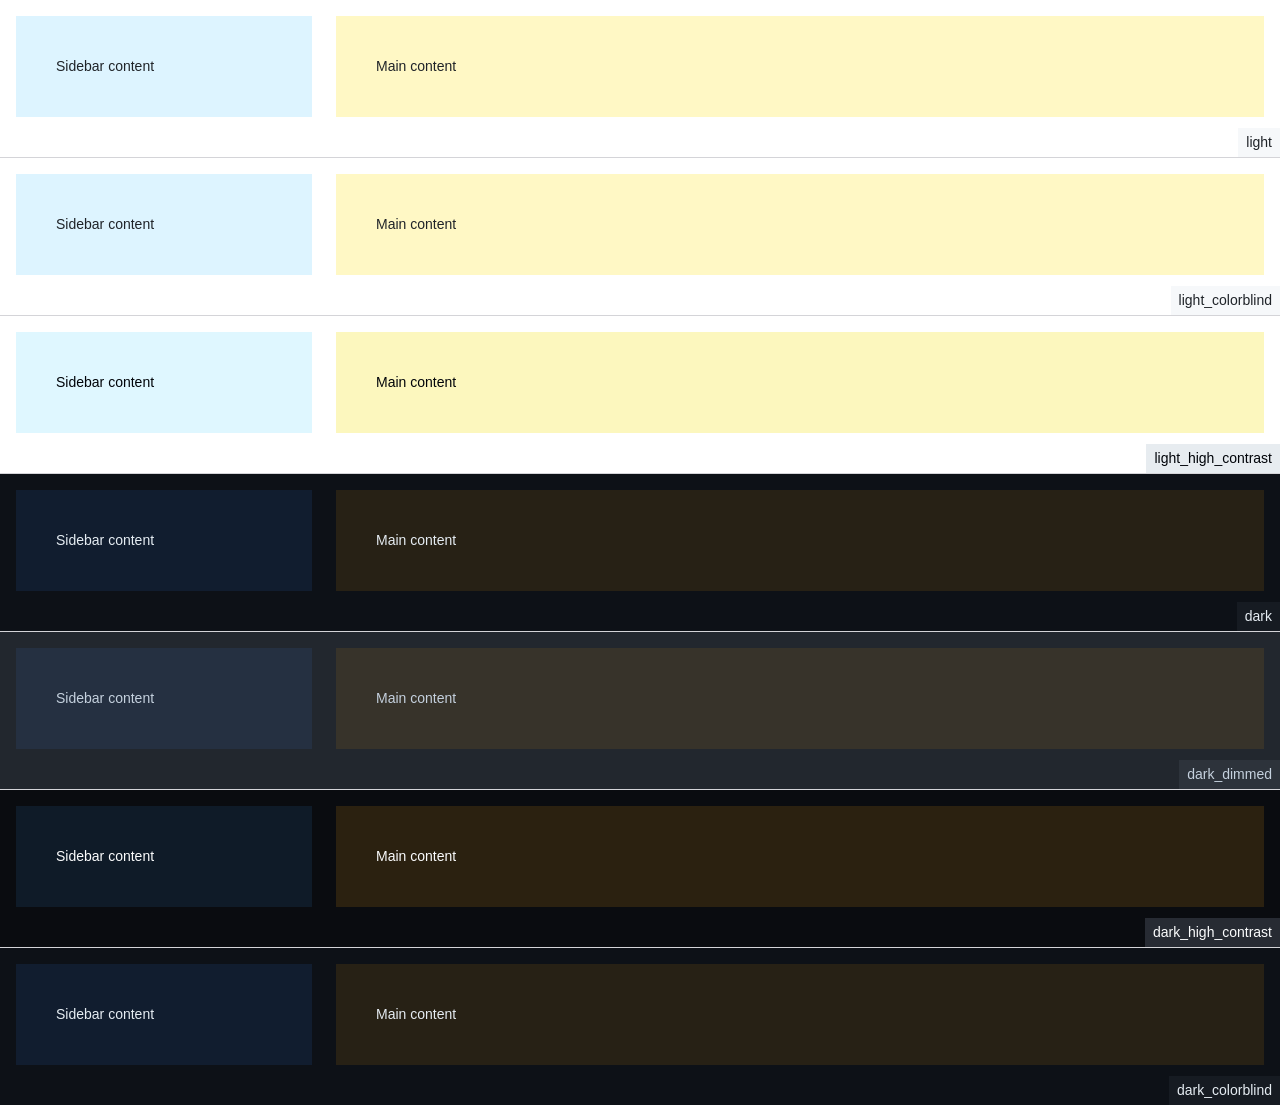 Sidebar content
Main content
light
Sidebar content
Main content
light_colorblind
Sidebar content
Main content
light_high_contrast
Sidebar content
Main content
dark
Sidebar content
Main content
dark_dimmed
Sidebar content
Main content
dark_high_contrast
Sidebar content
Main content
dark_colorblind